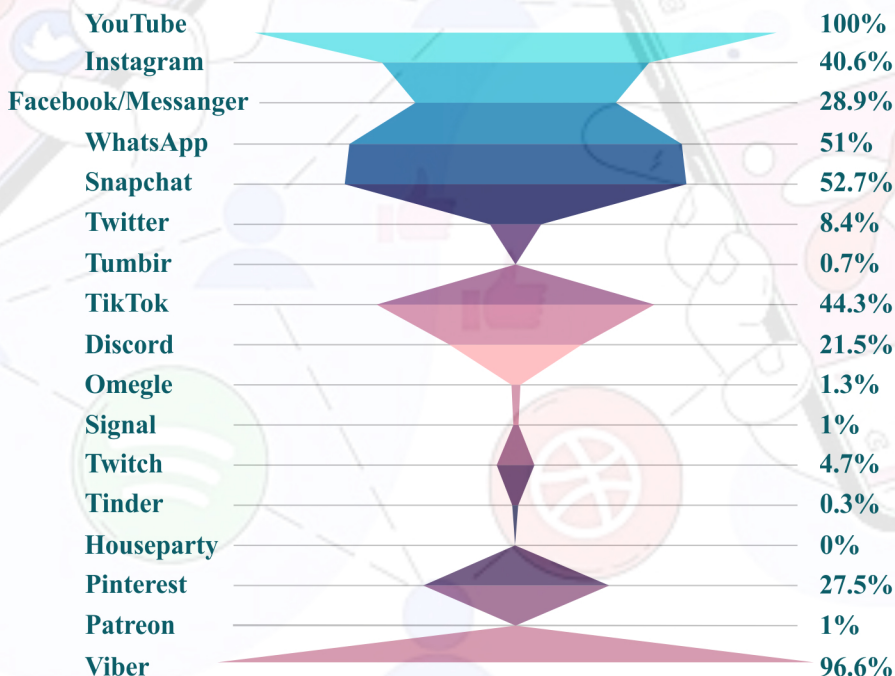 YouTube 100%
Instagram 40.6%
Facebook/Messanger 28.9%
WhatsApp 51%
Snapchat 52.7%
Twitter 8.4%
Tumbir 0.7%
TikTok 44.3%
Discord 21.5%
Omegle 1.3%
Signal 1%
Twitch 4.7%
Tinder 0.3%
Houseparty 0%
Pinterest 27.5%
Patreon 1%
Viber 96.6%